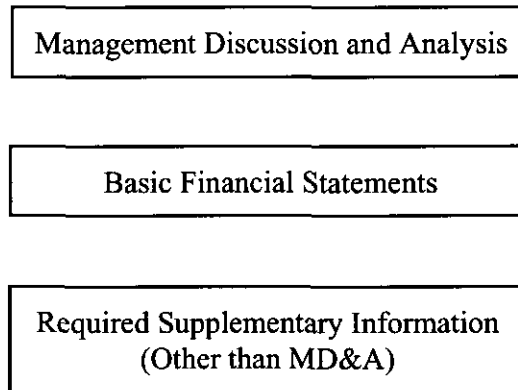 Management Discussion and Analysis
Basic Financial Statements
Required Supplementary Information
(Other than MD&A)